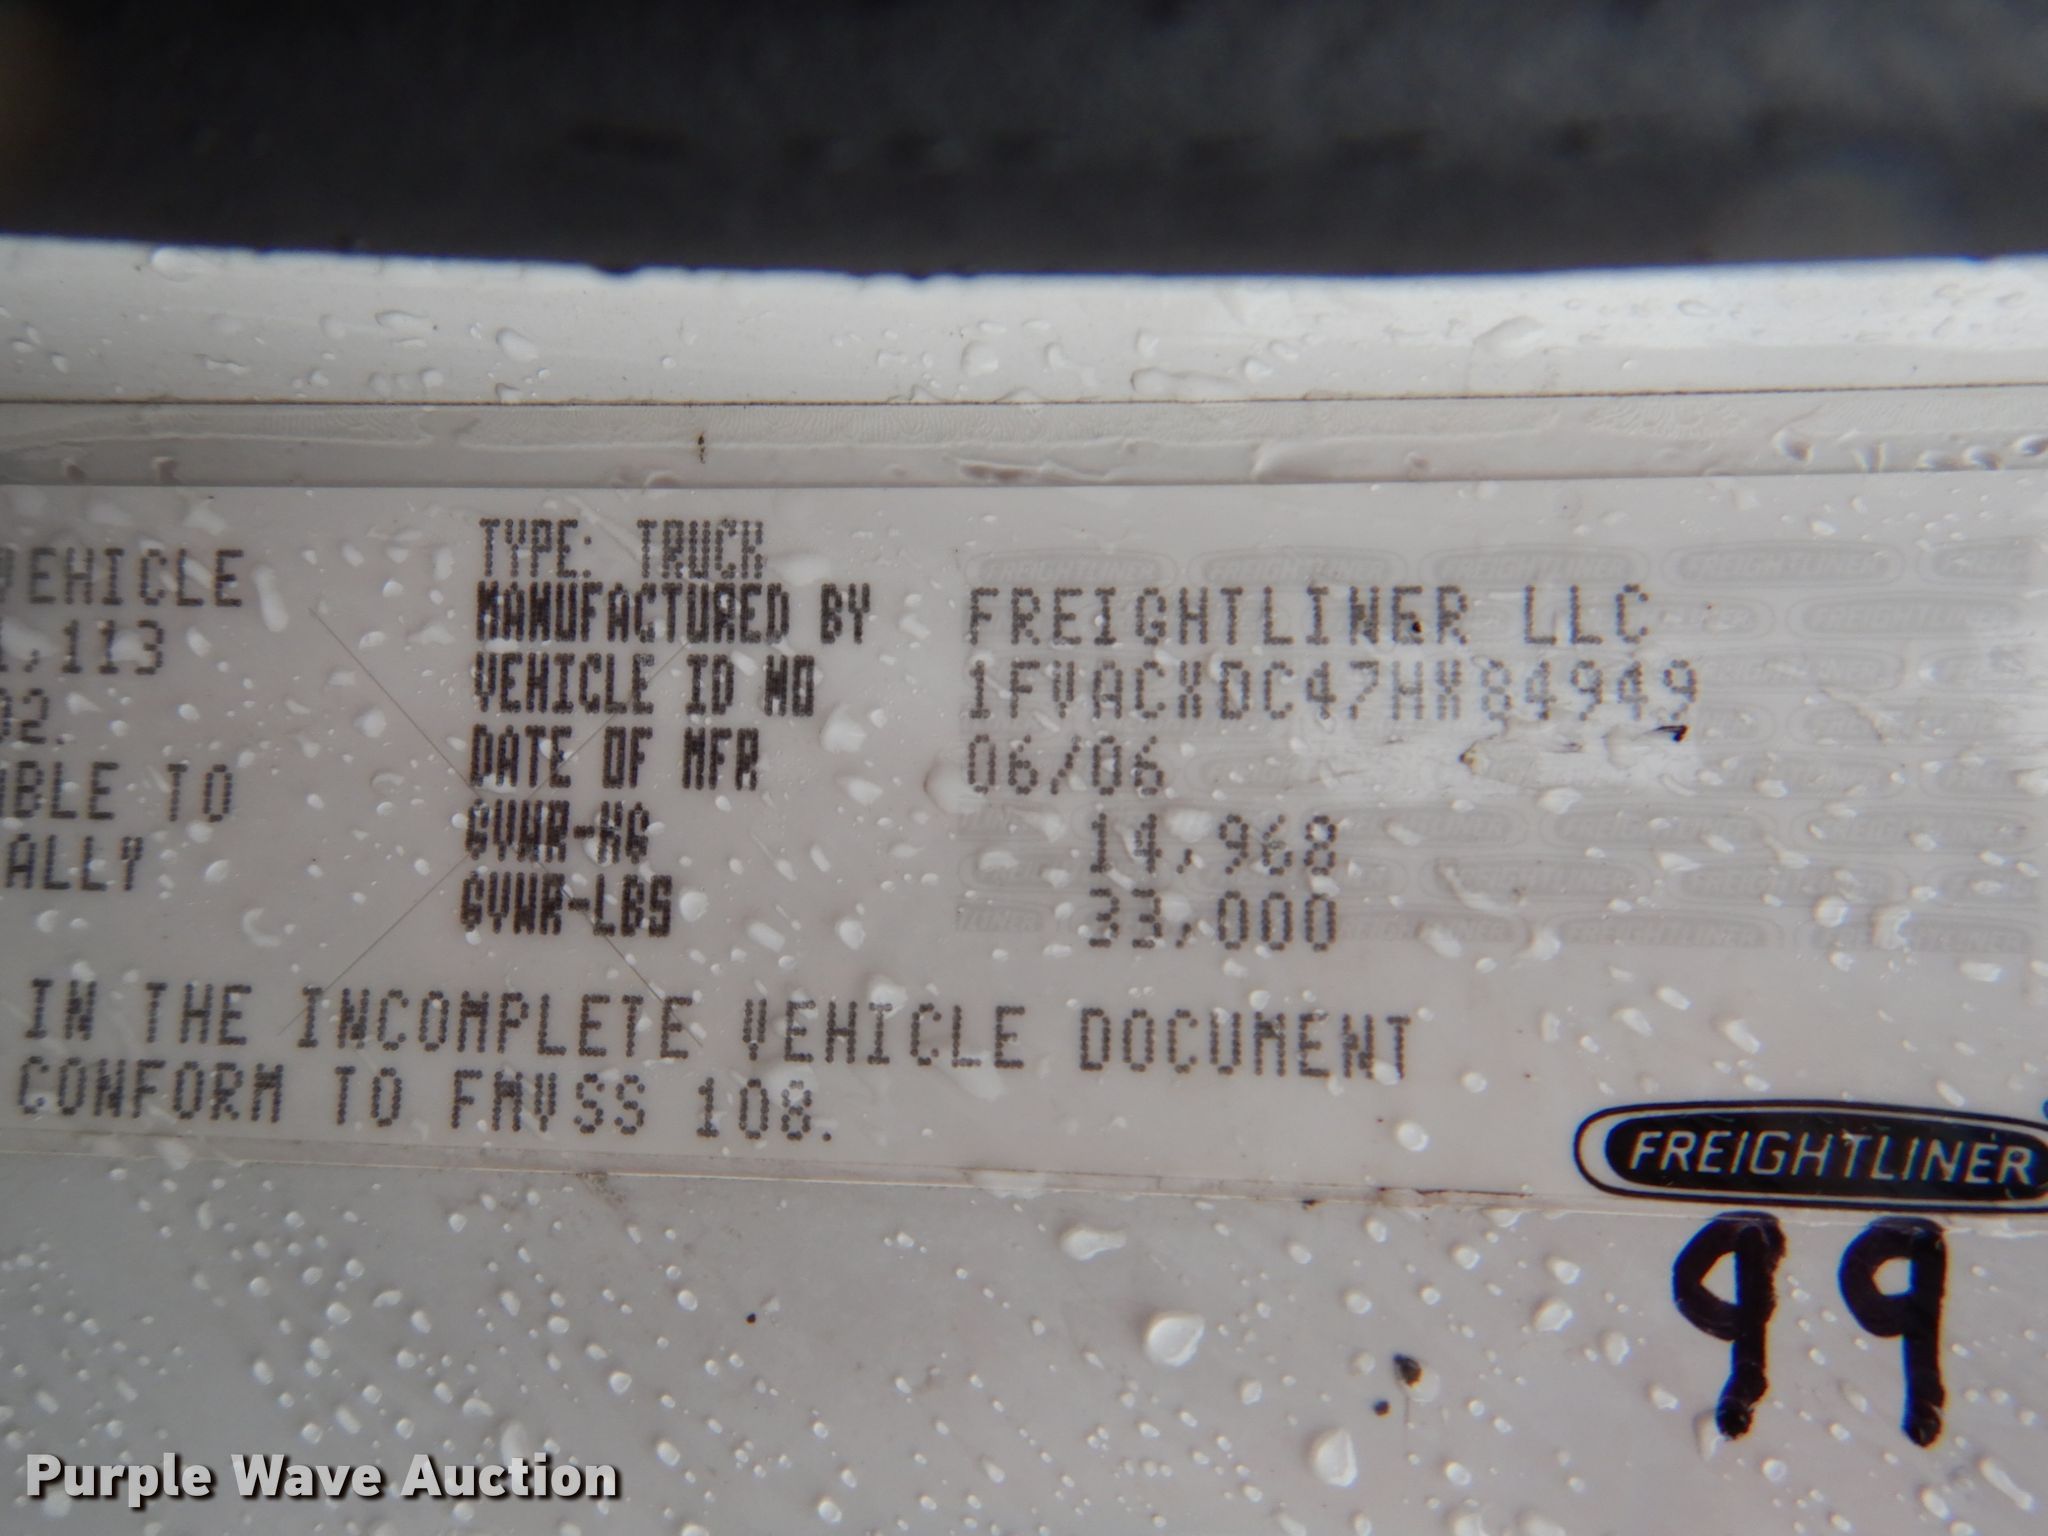 VEHICLE
TYPE: TRUCK
MANUFACTURED BY FREIGHTLINER LLC
113
VEHICLE ID NO 1FVACXDC47HX84949
02.
DATE OF MFR 06/06
BLE TO
GVWR-KG 14,968
ALLY
GVWR-LBS 33,000
IN THE INCOMPLETE VEHICLE DOCUMENT
CONFORM TO FMVSS 108.
FREIGHTLINER
99
Purple Wave Auction